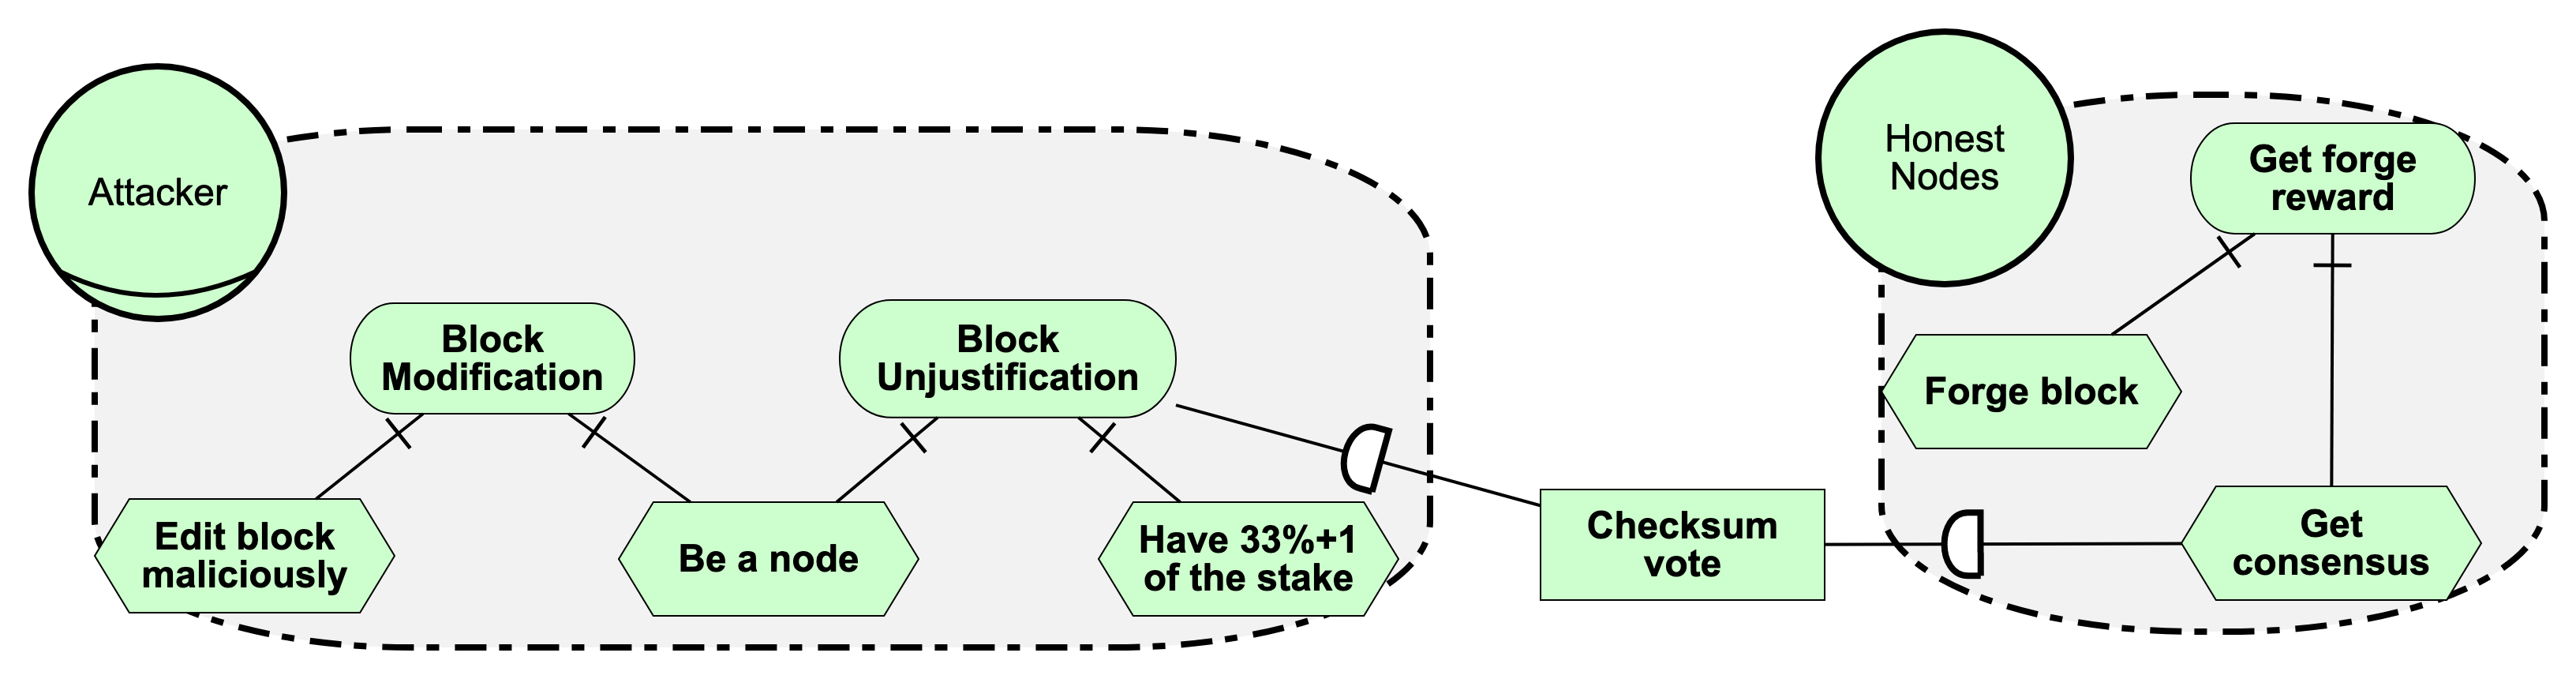 Attacker
Block
Modification
Block
Unjustification
Edit block
maliciously
Be a node
Have 33%+1
of the stake
Checksum
vote
Honest
Nodes
Get forge
reward
Forge block
Get
consensus